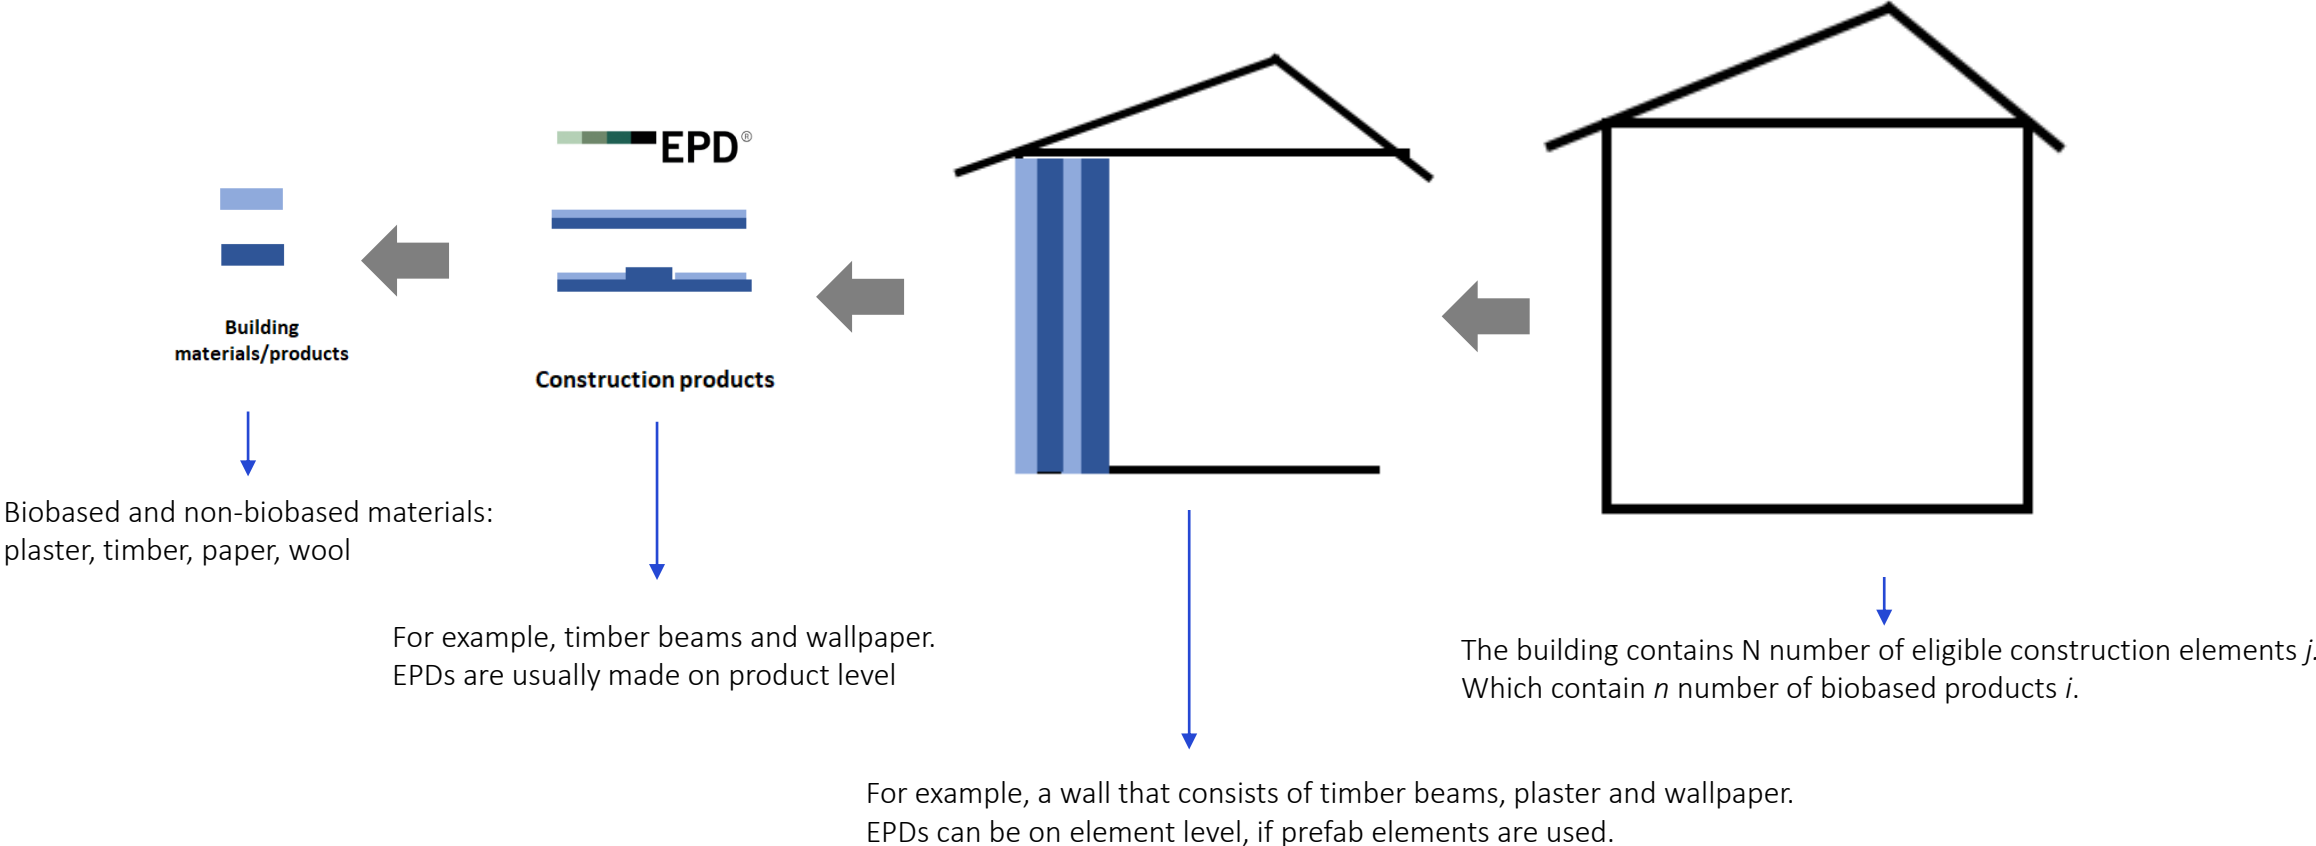 EPD®
Building
materials/products
Construction products
Biobased and non-biobased materials:
plaster, timber, paper, wool
For example, timber beams and wallpaper.
EPDs are usually made on product level
For example, a wall that consists of timber beams, plaster and wallpaper.
EPDs can be on element level, if prefab elements are used.
The building contains N number of eligible construction elements j.
Which contain n number of biobased products i.